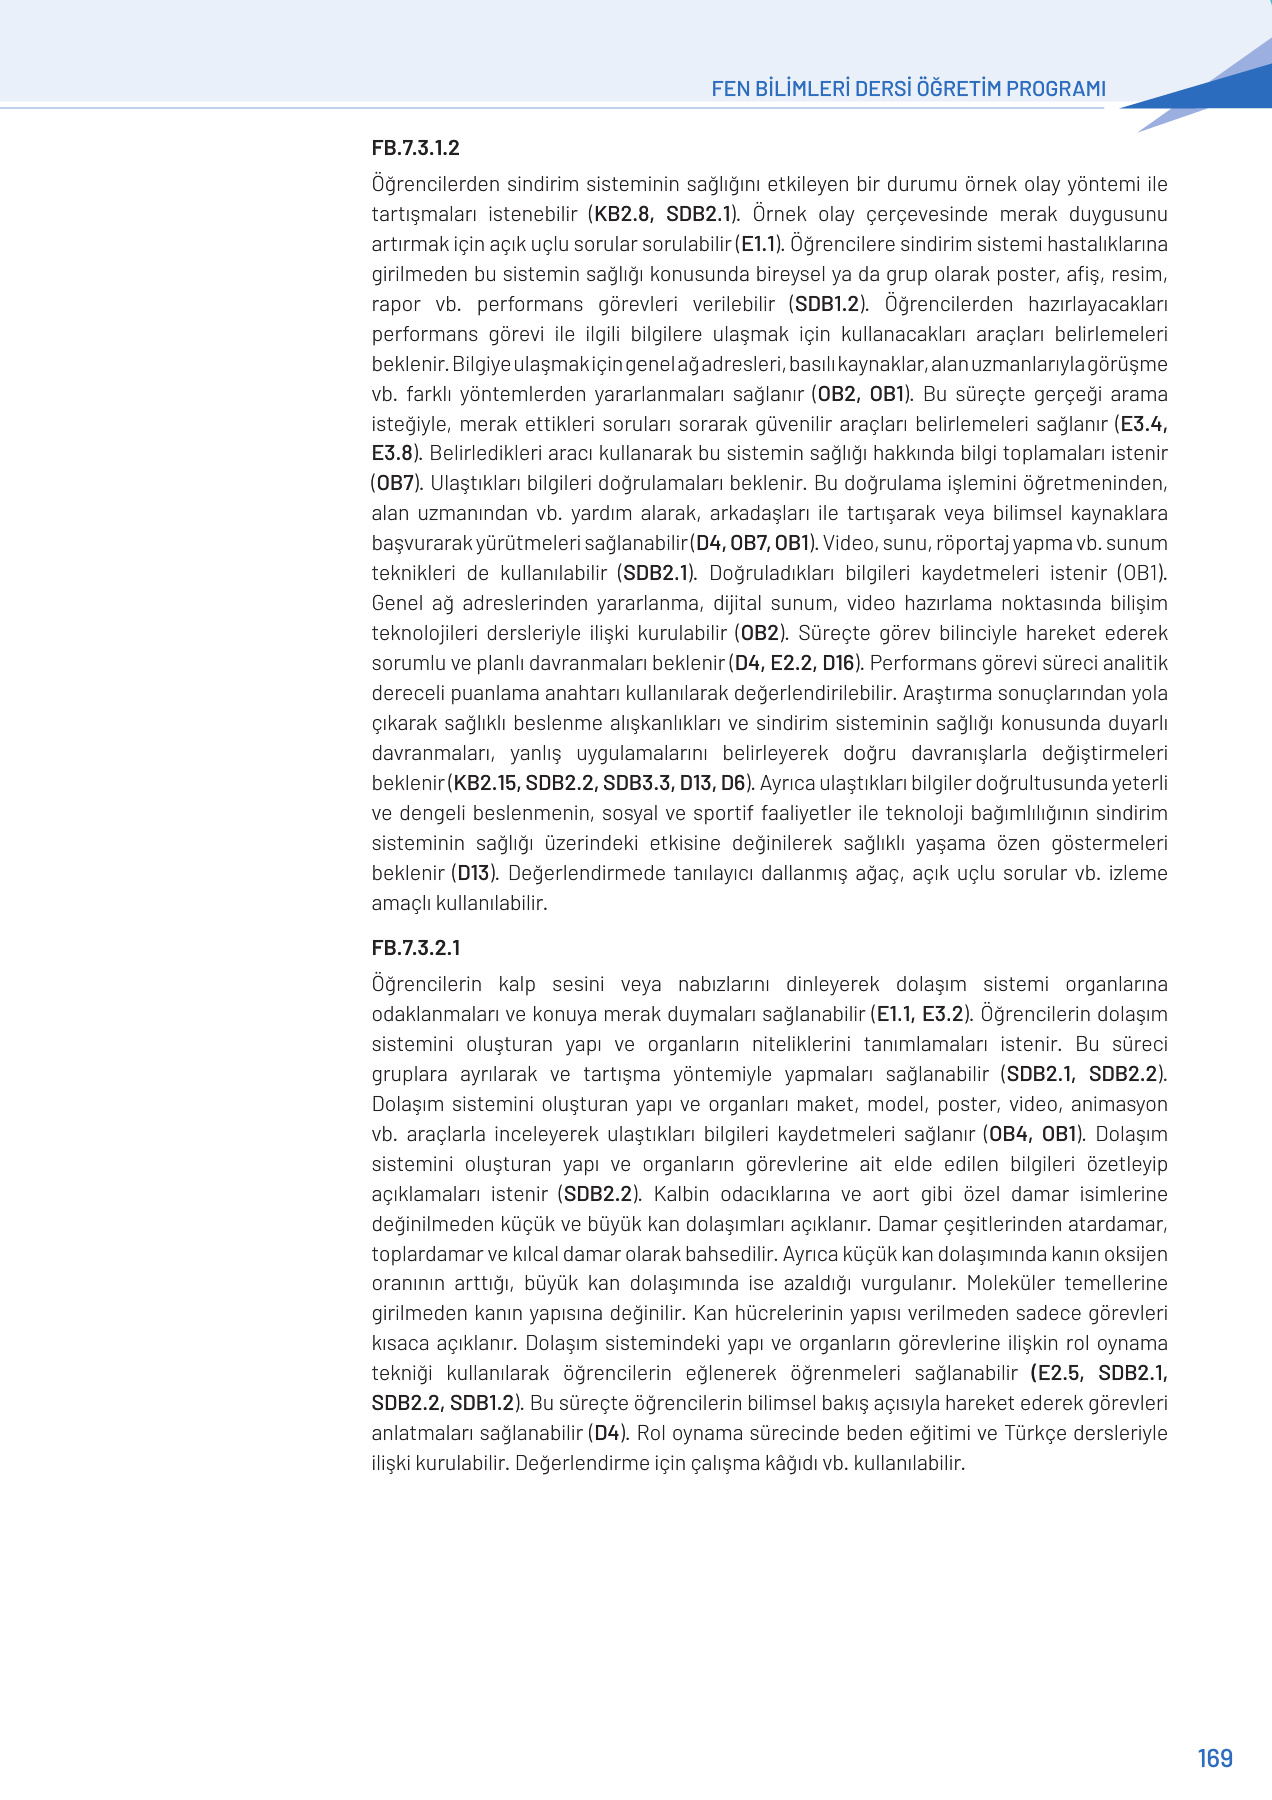 FEN BİLİMLERİ DERSİ ÖĞRETİM PROGRAMI
FB.7.3.1.2
Öğrencilerden sindirim sisteminin sağlığını etkileyen bir durumu örnek olay yöntemi ile
tartışmaları istenebilir (KB2.8, SDB2.1). Örnek olay çerçevesinde merak duygusunu
artırmak için açık uçlu sorular sorulabilir (E1.1). Öğrencilere sindirim sistemi hastalıklarına
girilmeden bu sistemin sağlığı konusunda bireysel ya da grup olarak poster, afiş, resim,
rapor vb. performans görevleri verilebilir (SDB1.2). Öğrencilerden hazırlayacakları
performans görevi ile ilgili bilgilere ulaşmak için kullanacakları araçları belirlemeleri
beklenir. Bilgiye ulaşmak için genel ağ adresleri, basılı kaynaklar, alan uzmanlarıyla görüşme
vb. farklı yöntemlerden yararlanmaları sağlanır (OB2, OB1). Bu süreçte gerçeği arama
isteğiyle, merak ettikleri soruları sorarak güvenilir araçları belirlemeleri sağlanır (E3.4,
E3.8). Belirledikleri aracı kullanarak bu sistemin sağlığı hakkında bilgi toplamaları istenir
(OB7). Ulaştıkları bilgileri doğrulamaları beklenir. Bu doğrulama işlemini öğretmeninden,
alan uzmanından vb. yardım alarak, arkadaşları ile tartışarak veya bilimsel kaynaklara
başvurarak yürütmeleri sağlanabilir (D4, OB7, OB1). Video, sunu, röportaj yapma vb. sunum
teknikleri de kullanılabilir (SDB2.1). Doğruladıkları bilgileri kaydetmeleri istenir (OB1).
Genel ağ adreslerinden yararlanma, dijital sunum, video hazırlama noktasında bilişim
teknolojileri dersleriyle ilişki kurulabilir (OB2). Süreçte görev bilinciyle hareket ederek
sorumlu ve planlı davranmaları beklenir (D4, E2.2, D16). Performans görevi süreci analitik
dereceli puanlama anahtarı kullanılarak değerlendirilebilir. Araştırma sonuçlarından yola
çıkarak sağlıklı beslenme alışkanlıkları ve sindirim sisteminin sağlığı konusunda duyarlı
davranmaları, yanlış uygulamalarını belirleyerek doğru davranışlarla değiştirmeleri
beklenir (KB2.15, SDB2.2, SDB3.3, D13, D6). Ayrıca ulaştıkları bilgiler doğrultusunda yeterli
ve dengeli beslenmenin, sosyal ve sportif faaliyetler ile teknoloji bağımlılığının sindirim
sisteminin sağlığı üzerindeki etkisine değinilerek sağlıklı yaşama özen göstermeleri
beklenir (D13). Değerlendirmede tanılayıcı dallanmış ağaç, açık uçlu sorular vb. izleme
amaçlı kullanılabilir.
FB.7.3.2.1
Öğrencilerin kalp sesini veya nabızlarını dinleyerek dolaşım sistemi organlarına
odaklanmaları ve konuya merak duymaları sağlanabilir (E1.1, E3.2). Öğrencilerin dolaşım
sistemini oluşturan yapı ve organların niteliklerini tanımlamaları istenir. Bu süreci
gruplara ayrılarak ve tartışma yöntemiyle yapmaları sağlanabilir (SDB2.1, SDB2.2).
Dolaşım sistemini oluşturan yapı ve organları maket, model, poster, video, animasyon
vb. araçlarla inceleyerek ulaştıkları bilgileri kaydetmeleri sağlanır (OB4, OB1). Dolaşım
sistemini oluşturan yapı ve organların görevlerine ait elde edilen bilgileri özetleyip
açıklamaları istenir (SDB2.2). Kalbin odacıklarına ve aort gibi özel damar isimlerine
değinilmeden küçük ve büyük kan dolaşımları açıklanır. Damar çeşitlerinden atardamar,
toplardamar ve kılcal damar olarak bahsedilir. Ayrıca küçük kan dolaşımında kanın oksijen
oranının arttığı, büyük kan dolaşımında ise azaldığı vurgulanır. Moleküler temellerine
girilmeden kanın yapısına değinilir. Kan hücrelerinin yapısı verilmeden sadece görevleri
kısaca açıklanır. Dolaşım sistemindeki yapı ve organların görevlerine ilişkin rol oynama
tekniği kullanılarak öğrencilerin eğlenerek öğrenmeleri sağlanabilir (E2.5, SDB2.1,
SDB2.2, SDB1.2). Bu süreçte öğrencilerin bilimsel bakış açısıyla hareket ederek görevleri
anlatmaları sağlanabilir (D4). Rol oynama sürecinde beden eğitimi ve Türkçe dersleriyle
ilişki kurulabilir. Değerlendirme için çalışma kâğıdı vb. kullanılabilir.
169